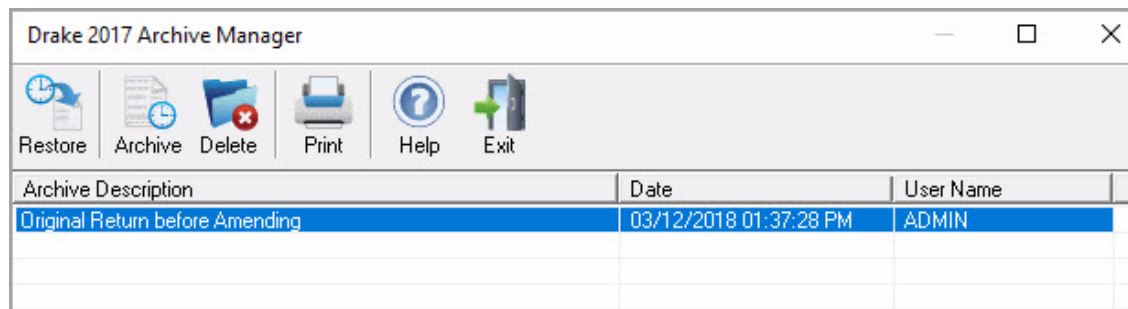 Drake 2017 Archive Manager
Restore Archive Delete Print Help Exit
Archive Description Date User Name
Original Return before Amending 03/12/2018 01:37:28 PM ADMIN